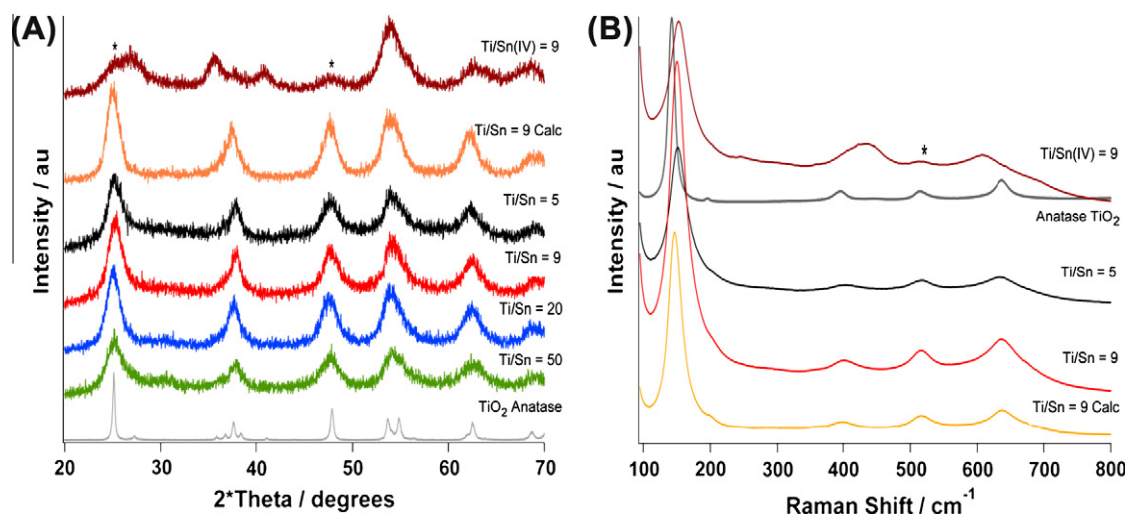 (A)
Intensity / au
*
*
Ti/Sn(IV) = 9
Ti/Sn = 9 Calc
Ti/Sn = 5
Ti/Sn = 9
Ti/Sn = 20
Ti/Sn = 50
TiO₂ Anatase
20 30 40 50 60 70
2*Theta / degrees
(B)
Intensity / au
*
Ti/Sn(IV) = 9
Anatase TiO₂
Ti/Sn = 5
Ti/Sn = 9
Ti/Sn = 9 Calc
100 200 300 400 500 600 700 800
Raman Shift / cm⁻¹